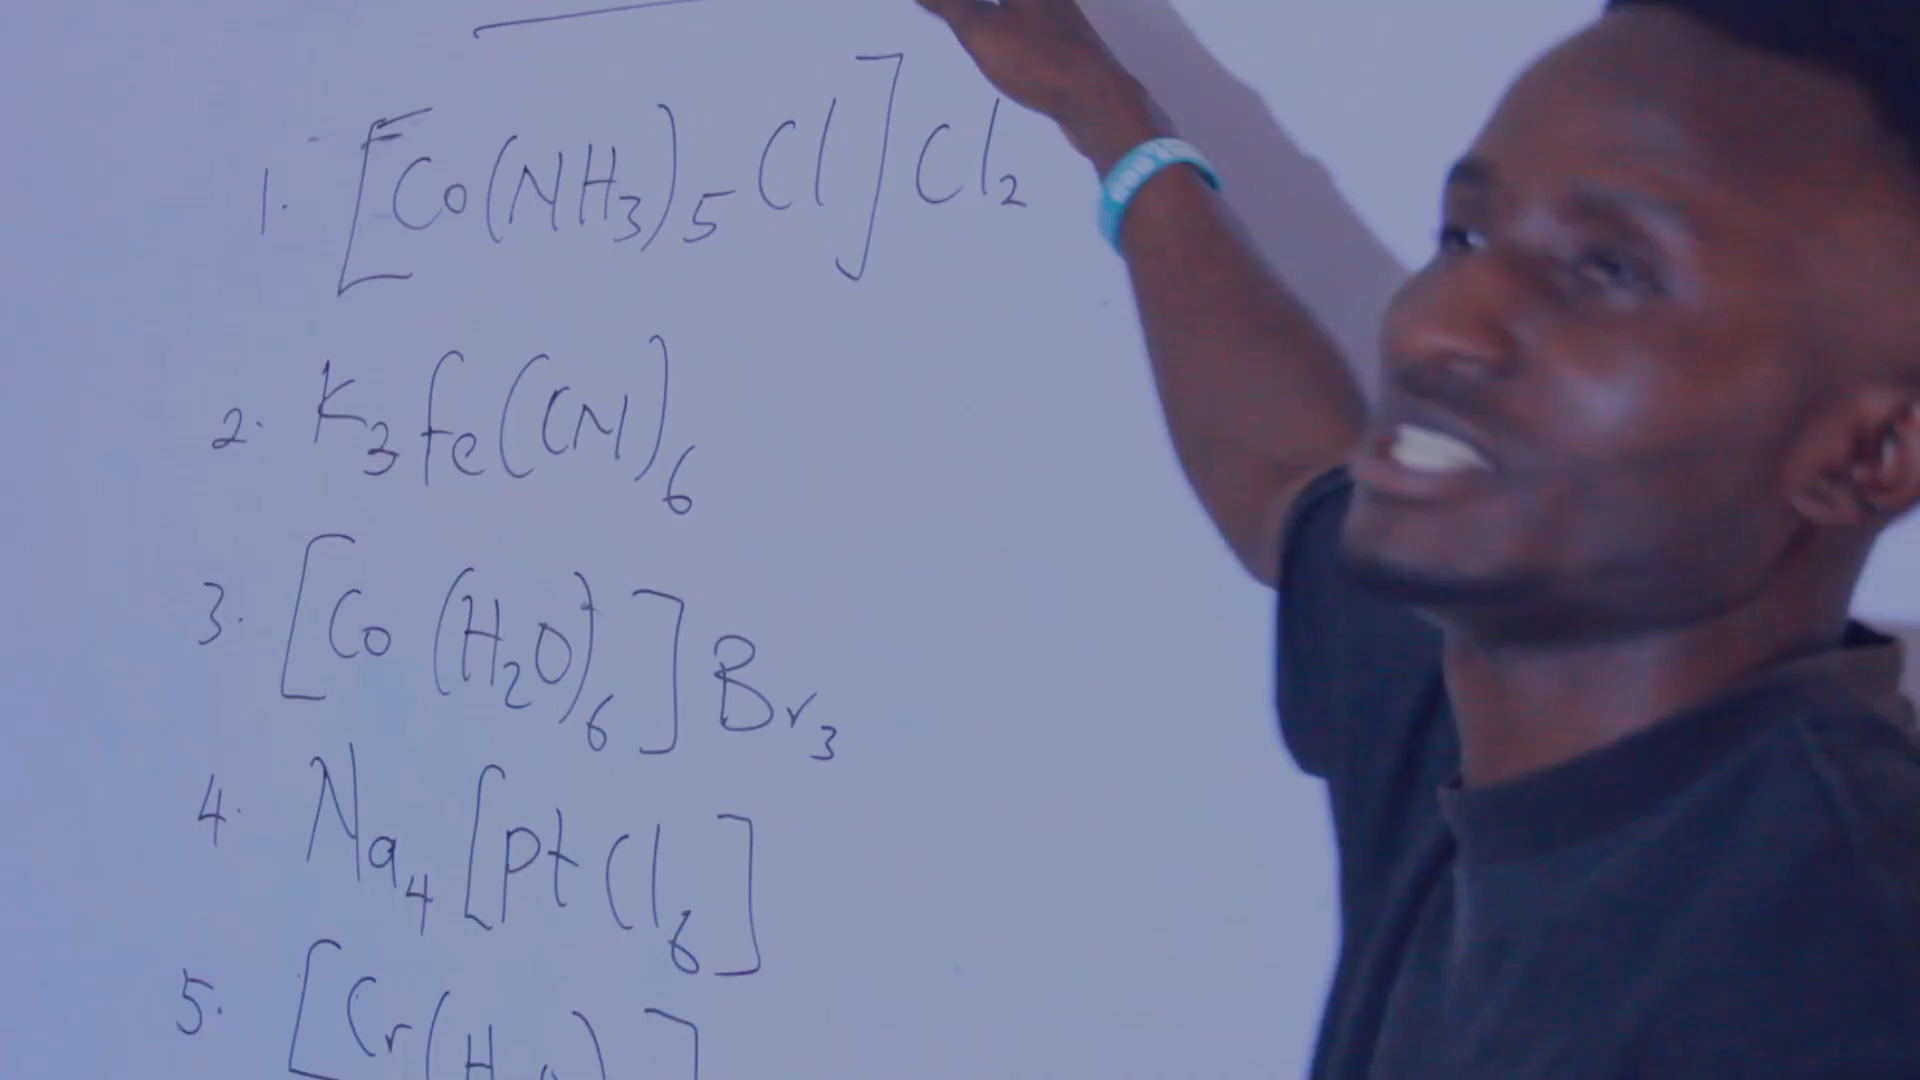 1. [Co(NH3)5Cl]Cl2
2. K3Fe(CN)6
3. [Co(H2O)6]Br3
4. Na4[PtCl6]
5. [Cr(H